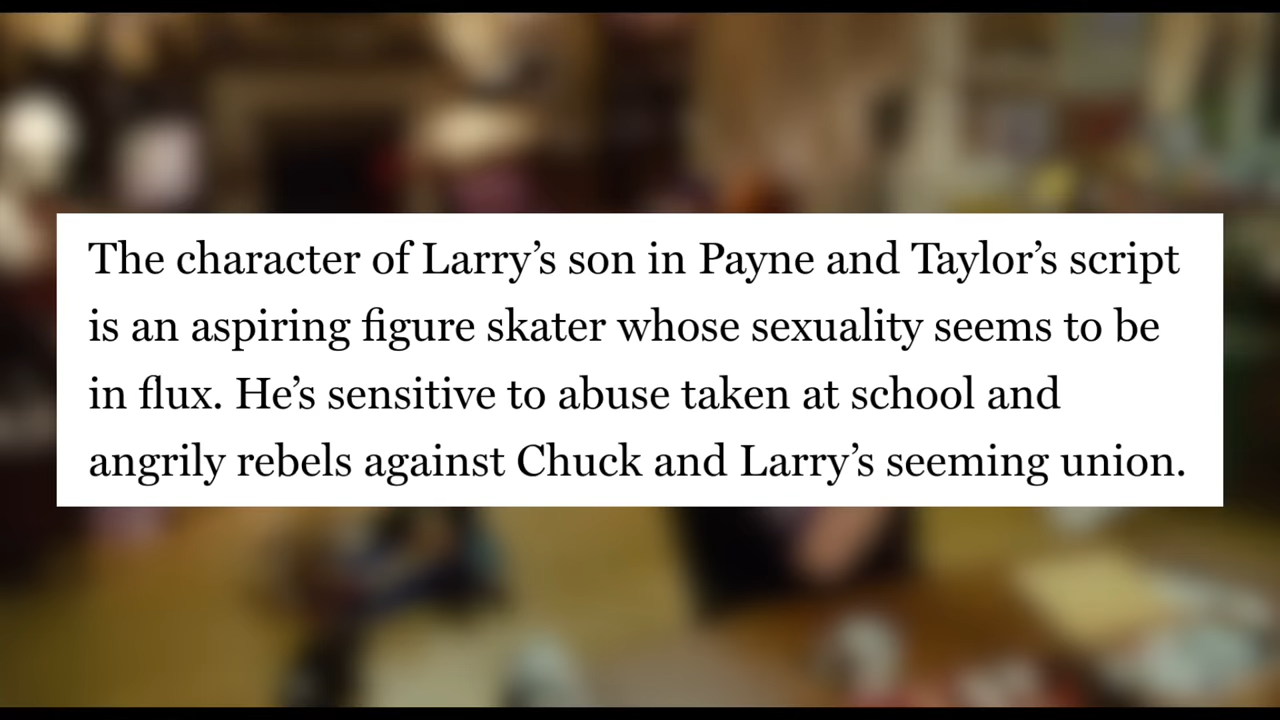 The character of Larry’s son in Payne and Taylor’s script
is an aspiring figure skater whose sexuality seems to be
in flux. He’s sensitive to abuse taken at school and
angrily rebels against Chuck and Larry’s seeming union.